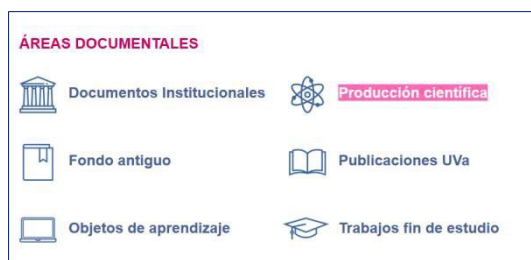 ÁREAS DOCUMENTALES
Documentos Institucionales
Producción científica
Fondo antiguo
Publicaciones UVa
Objetos de aprendizaje
Trabajos fin de estudio